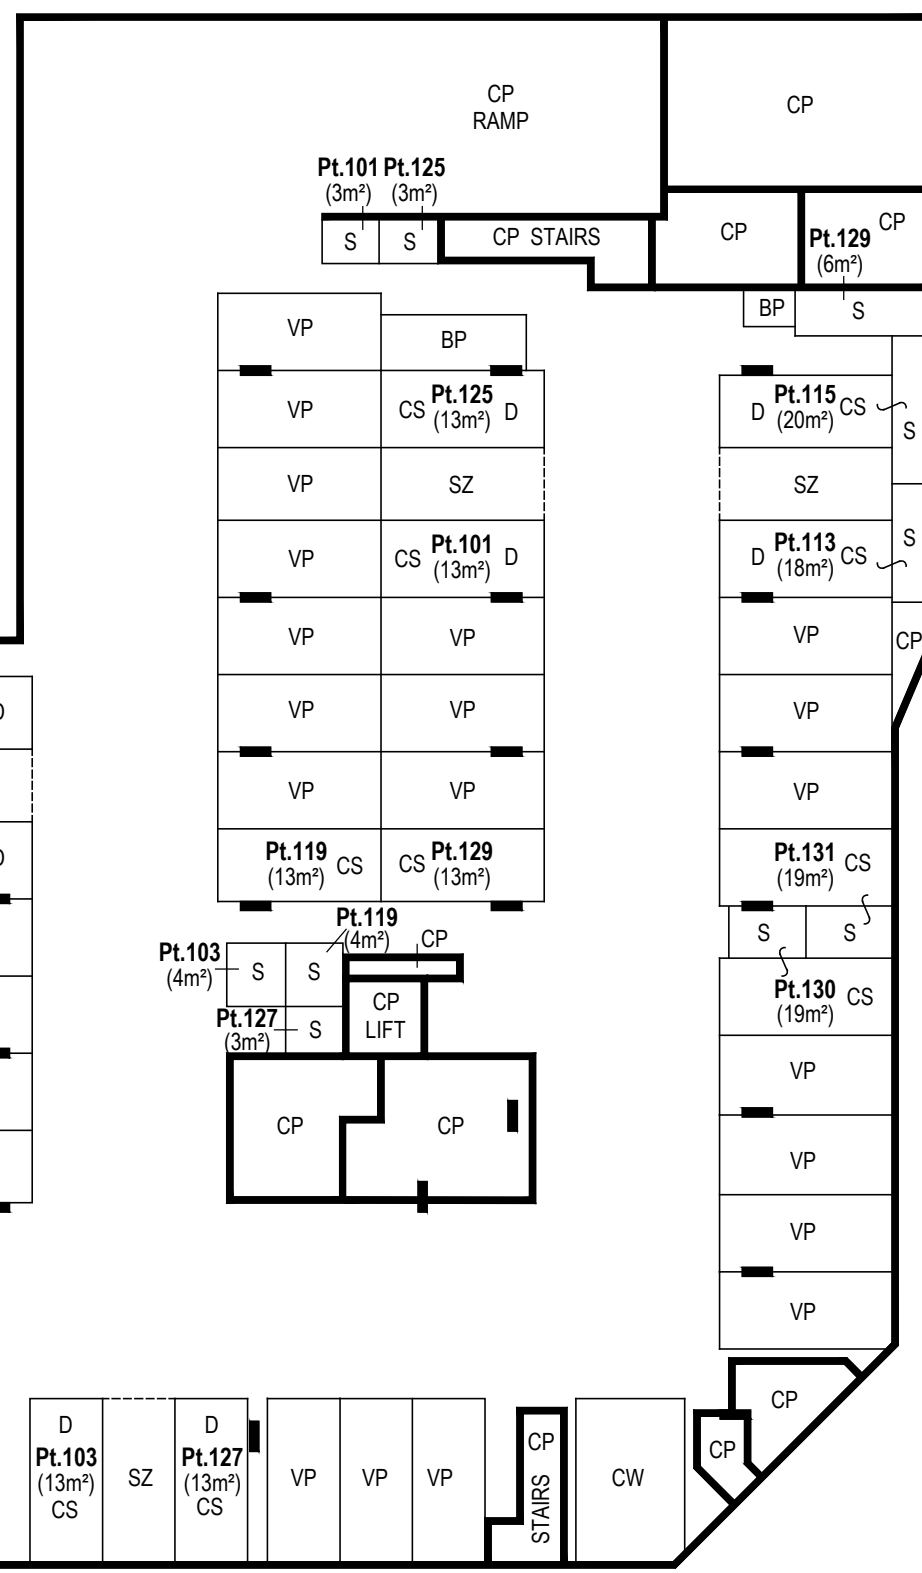 CP
RAMP
CP
Pt.101 Pt.125
(3m²) (3m²)
S S
CP STAIRS
CP
CP
Pt.129
(6m²)
BP
S
VP
BP
VP
CS Pt.125 D
(13m²)
D Pt.115 CS
(20m²)
S
VP
SZ
SZ
VP
CS Pt.101 D
(13m²)
D Pt.113 CS
(18m²)
S
VP
VP
VP
CP
D
VP
VP
VP
VP
VP
VP
D
Pt.119 CS
(13m²)
CS Pt.129
(13m²)
Pt.131 CS
(19m²)
Pt.119
(4m²)
CP
S
S
Pt.103
(4m²)
S
S
Pt.127
(3m²)
S
CP
LIFT
Pt.130 CS
(19m²)
VP
CP
CP
VP
VP
VP
CP
D
Pt.103
(13m²)
CS
SZ
D
Pt.127
(13m²)
CS
VP
VP
VP
CP
STAIRS
CW
CP